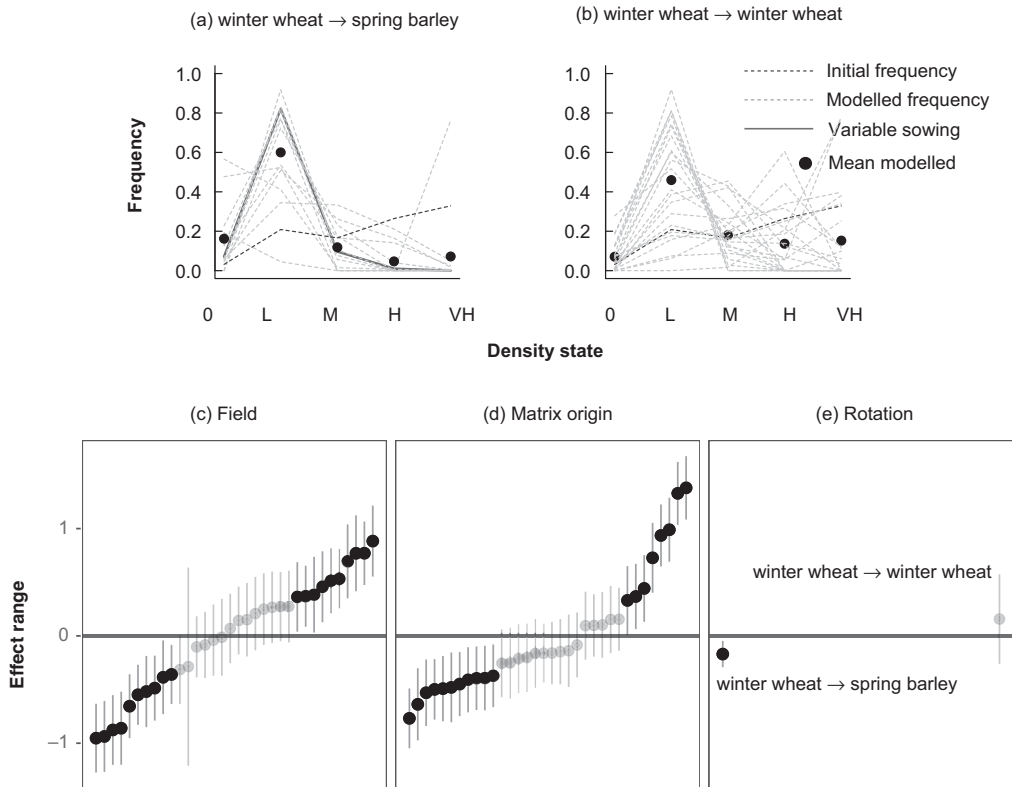 (a) winter wheat → spring barley
(b) winter wheat → winter wheat
1.0
0.8
0.6
0.4
0.2
0.0
Frequency
1.0
0.8
0.6
0.4
0.2
0.0
Initial frequency
Modelled frequency
Variable sowing
Mean modelled
0 L M H VH
0 L M H VH
Density state
(c) Field
(d) Matrix origin
(e) Rotation
Effect range
1
0
−1
winter wheat → winter wheat
winter wheat → spring barley